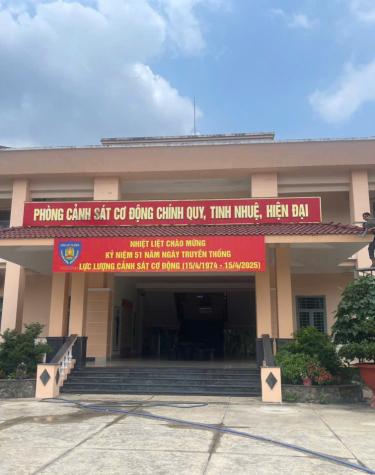 PHÒNG CẢNH SÁT CƠ ĐỘNG CHÍNH QUY, TINH NHUỆ, HIỆN ĐẠI
NHIỆT LIỆT CHÀO MỪNG
KỶ NIỆM 51 NĂM NGÀY TRUYỀN THỐNG
LỰC LƯỢNG CẢNH SÁT CƠ ĐỘNG (15/4/1974 - 15/4/2025)